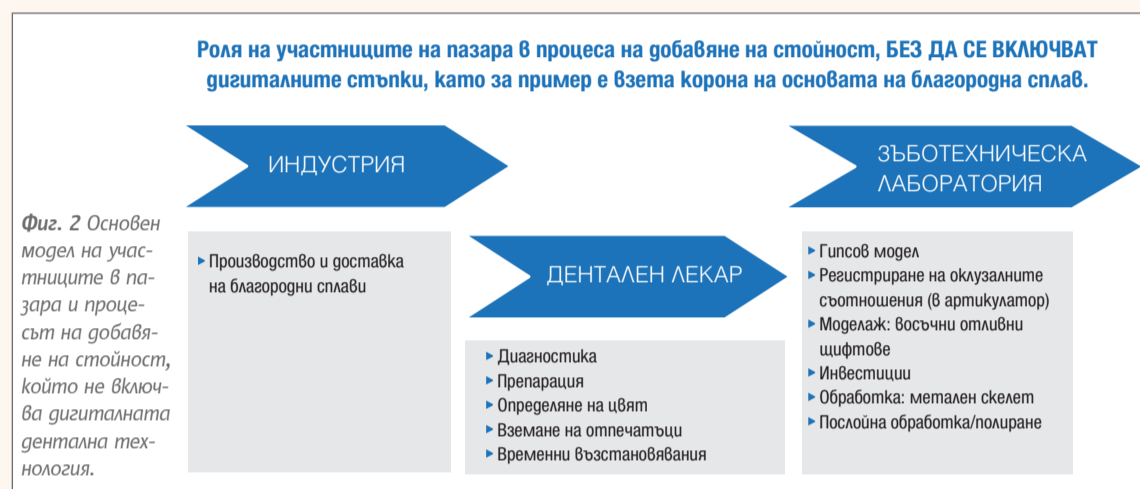 Роля на участниците на пазара в процеса на добавяне на стойност, БЕЗ ДА СЕ ВКЛЮЧВАТ
дигиталните стъпки, като за пример е взета корона на основата на благородна сплав.
Фиг. 2 Основен
модел на учас-
тниците в па-
зара и проце-
сът на добавя-
не на стойност,
който не включ-
ва дигиталната
дентална тех-
нология.
ИНДУСТРИЯ
▸ Производство и доставка
на благородни сплави
ДЕНТАЛЕН ЛЕКАР
▸ Диагностика
▸ Препарация
▸ Определяне на цвят
▸ Вземане на отпечатъци
▸ Временни възстановявания
ЗЪБОТЕХНИЧЕСКА
ЛАБОРАТОРИЯ
▸ Гипсов модел
▸ Регистриране на оклузалните
съотношения (в артикулатор)
▸ Моделаж: восъчни отливни
щифтове
▸ Инвестиции
▸ Обработка: метален скелет
▸ Послойна обработка/полиране